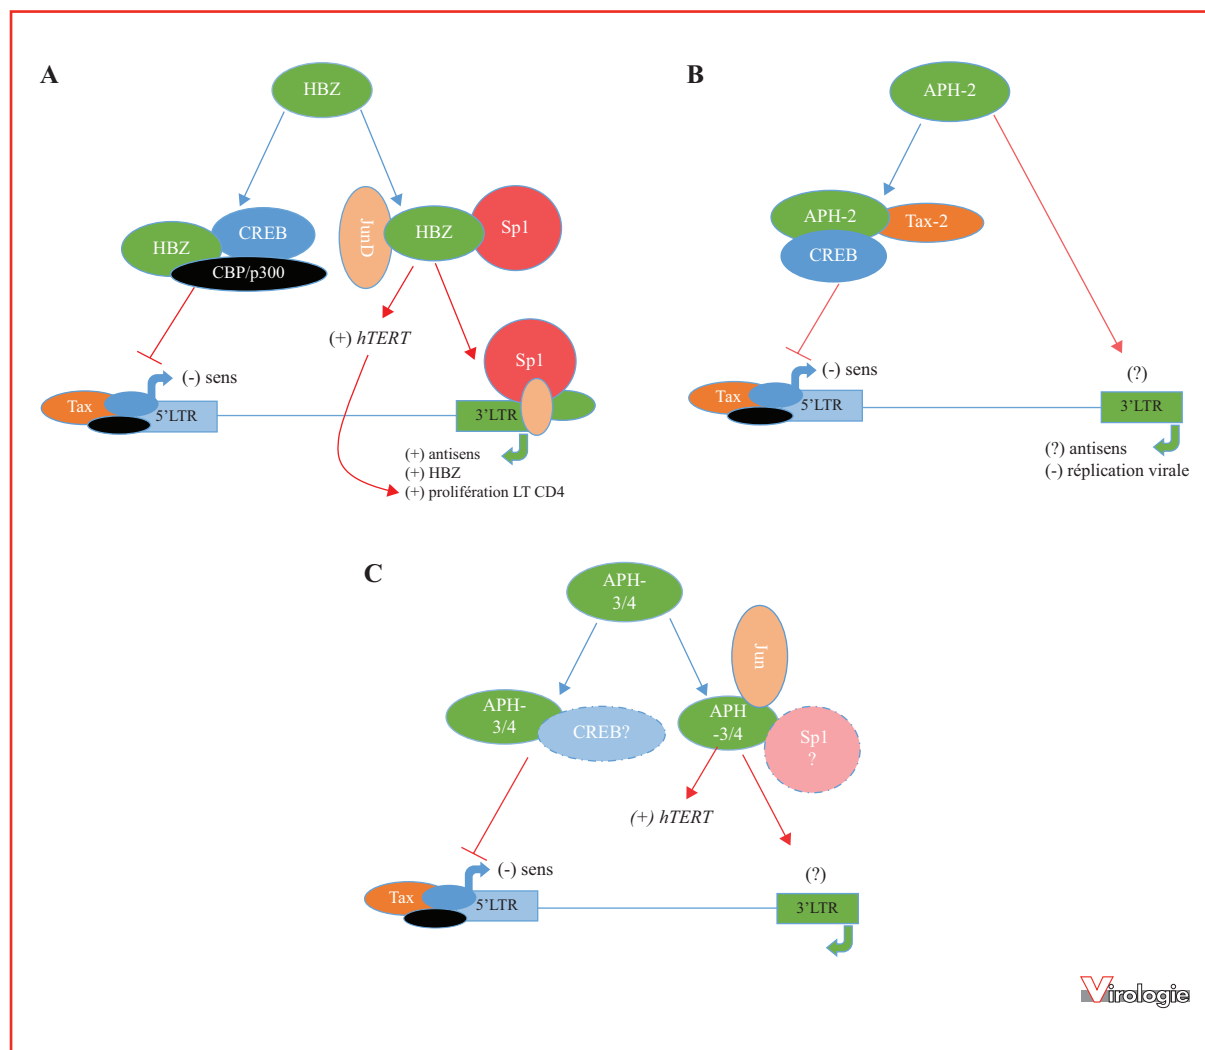 A
HBZ
HBZ
CREB
CBP/p300
JunD
HBZ
Sp1
(+) hTERT
Sp1
(-) sens
Tax
5'LTR
3'LTR
(+) antisens
(+) HBZ
(+) prolifération LT CD4
B
APH-2
APH-2
Tax-2
CREB
(-) sens
Tax
5'LTR
(?)
3'LTR
(?) antisens
(-) réplication virale
C
APH-
3/4
APH-
3/4
CREB?
Jun
APH
-3/4
Sp1
?
(+) hTERT
(-) sens
Tax
5'LTR
(?)
3'LTR
Virologie